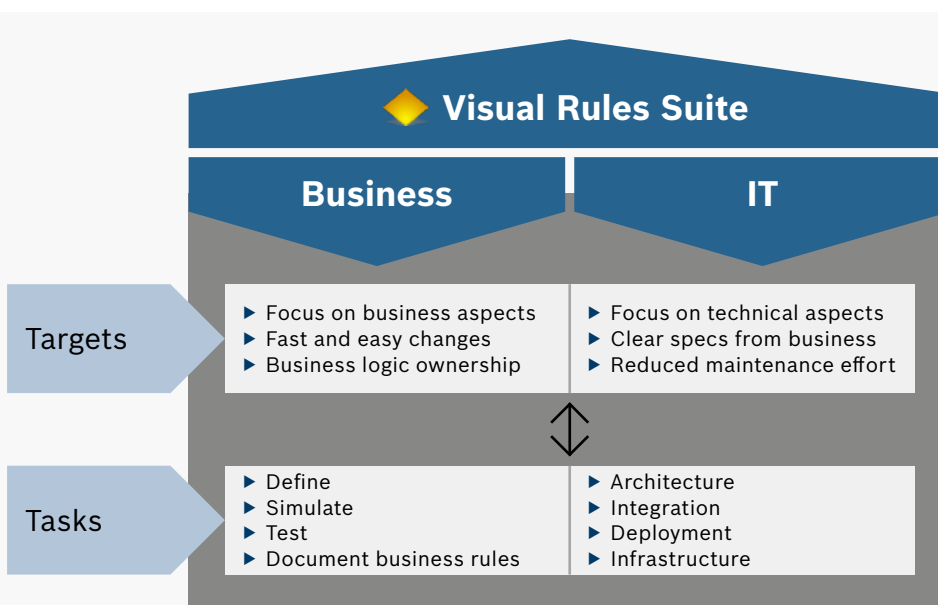 Visual Rules Suite
Business
IT
Targets
Focus on business aspects
Fast and easy changes
Business logic ownership
Focus on technical aspects
Clear specs from business
Reduced maintenance effort
Tasks
Define
Simulate
Test
Document business rules
Architecture
Integration
Deployment
Infrastructure